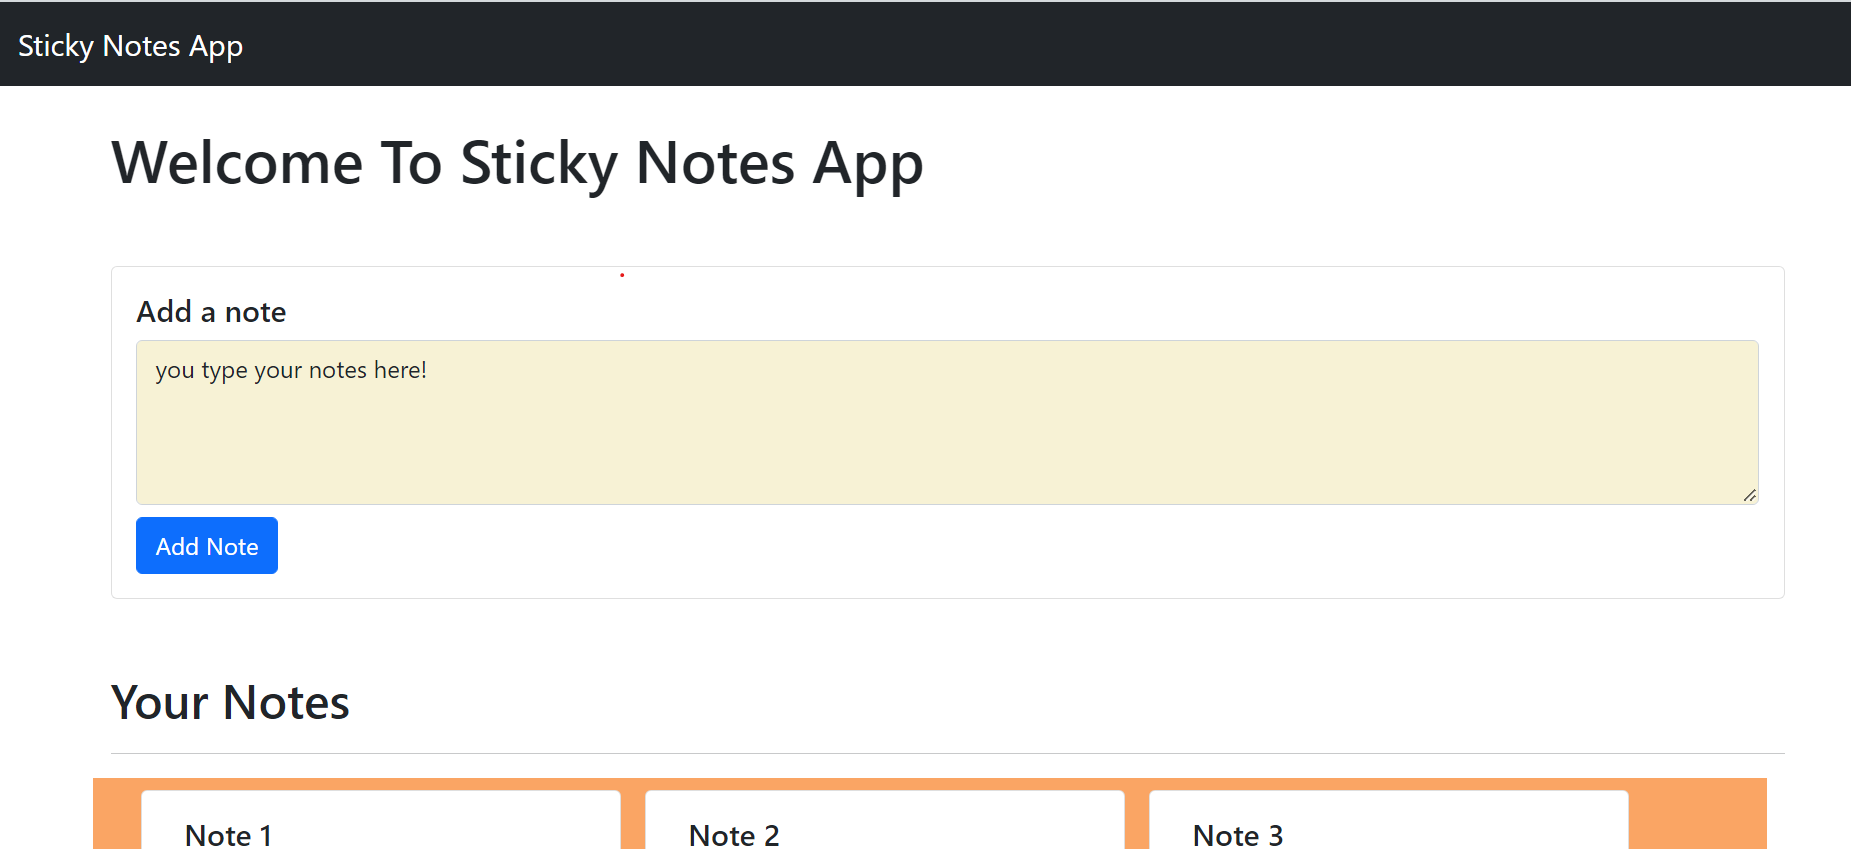 Sticky Notes App
Welcome To Sticky Notes App
Add a note
you type your notes here!
Add Note
Your Notes
Note 1
Note 2
Note 3